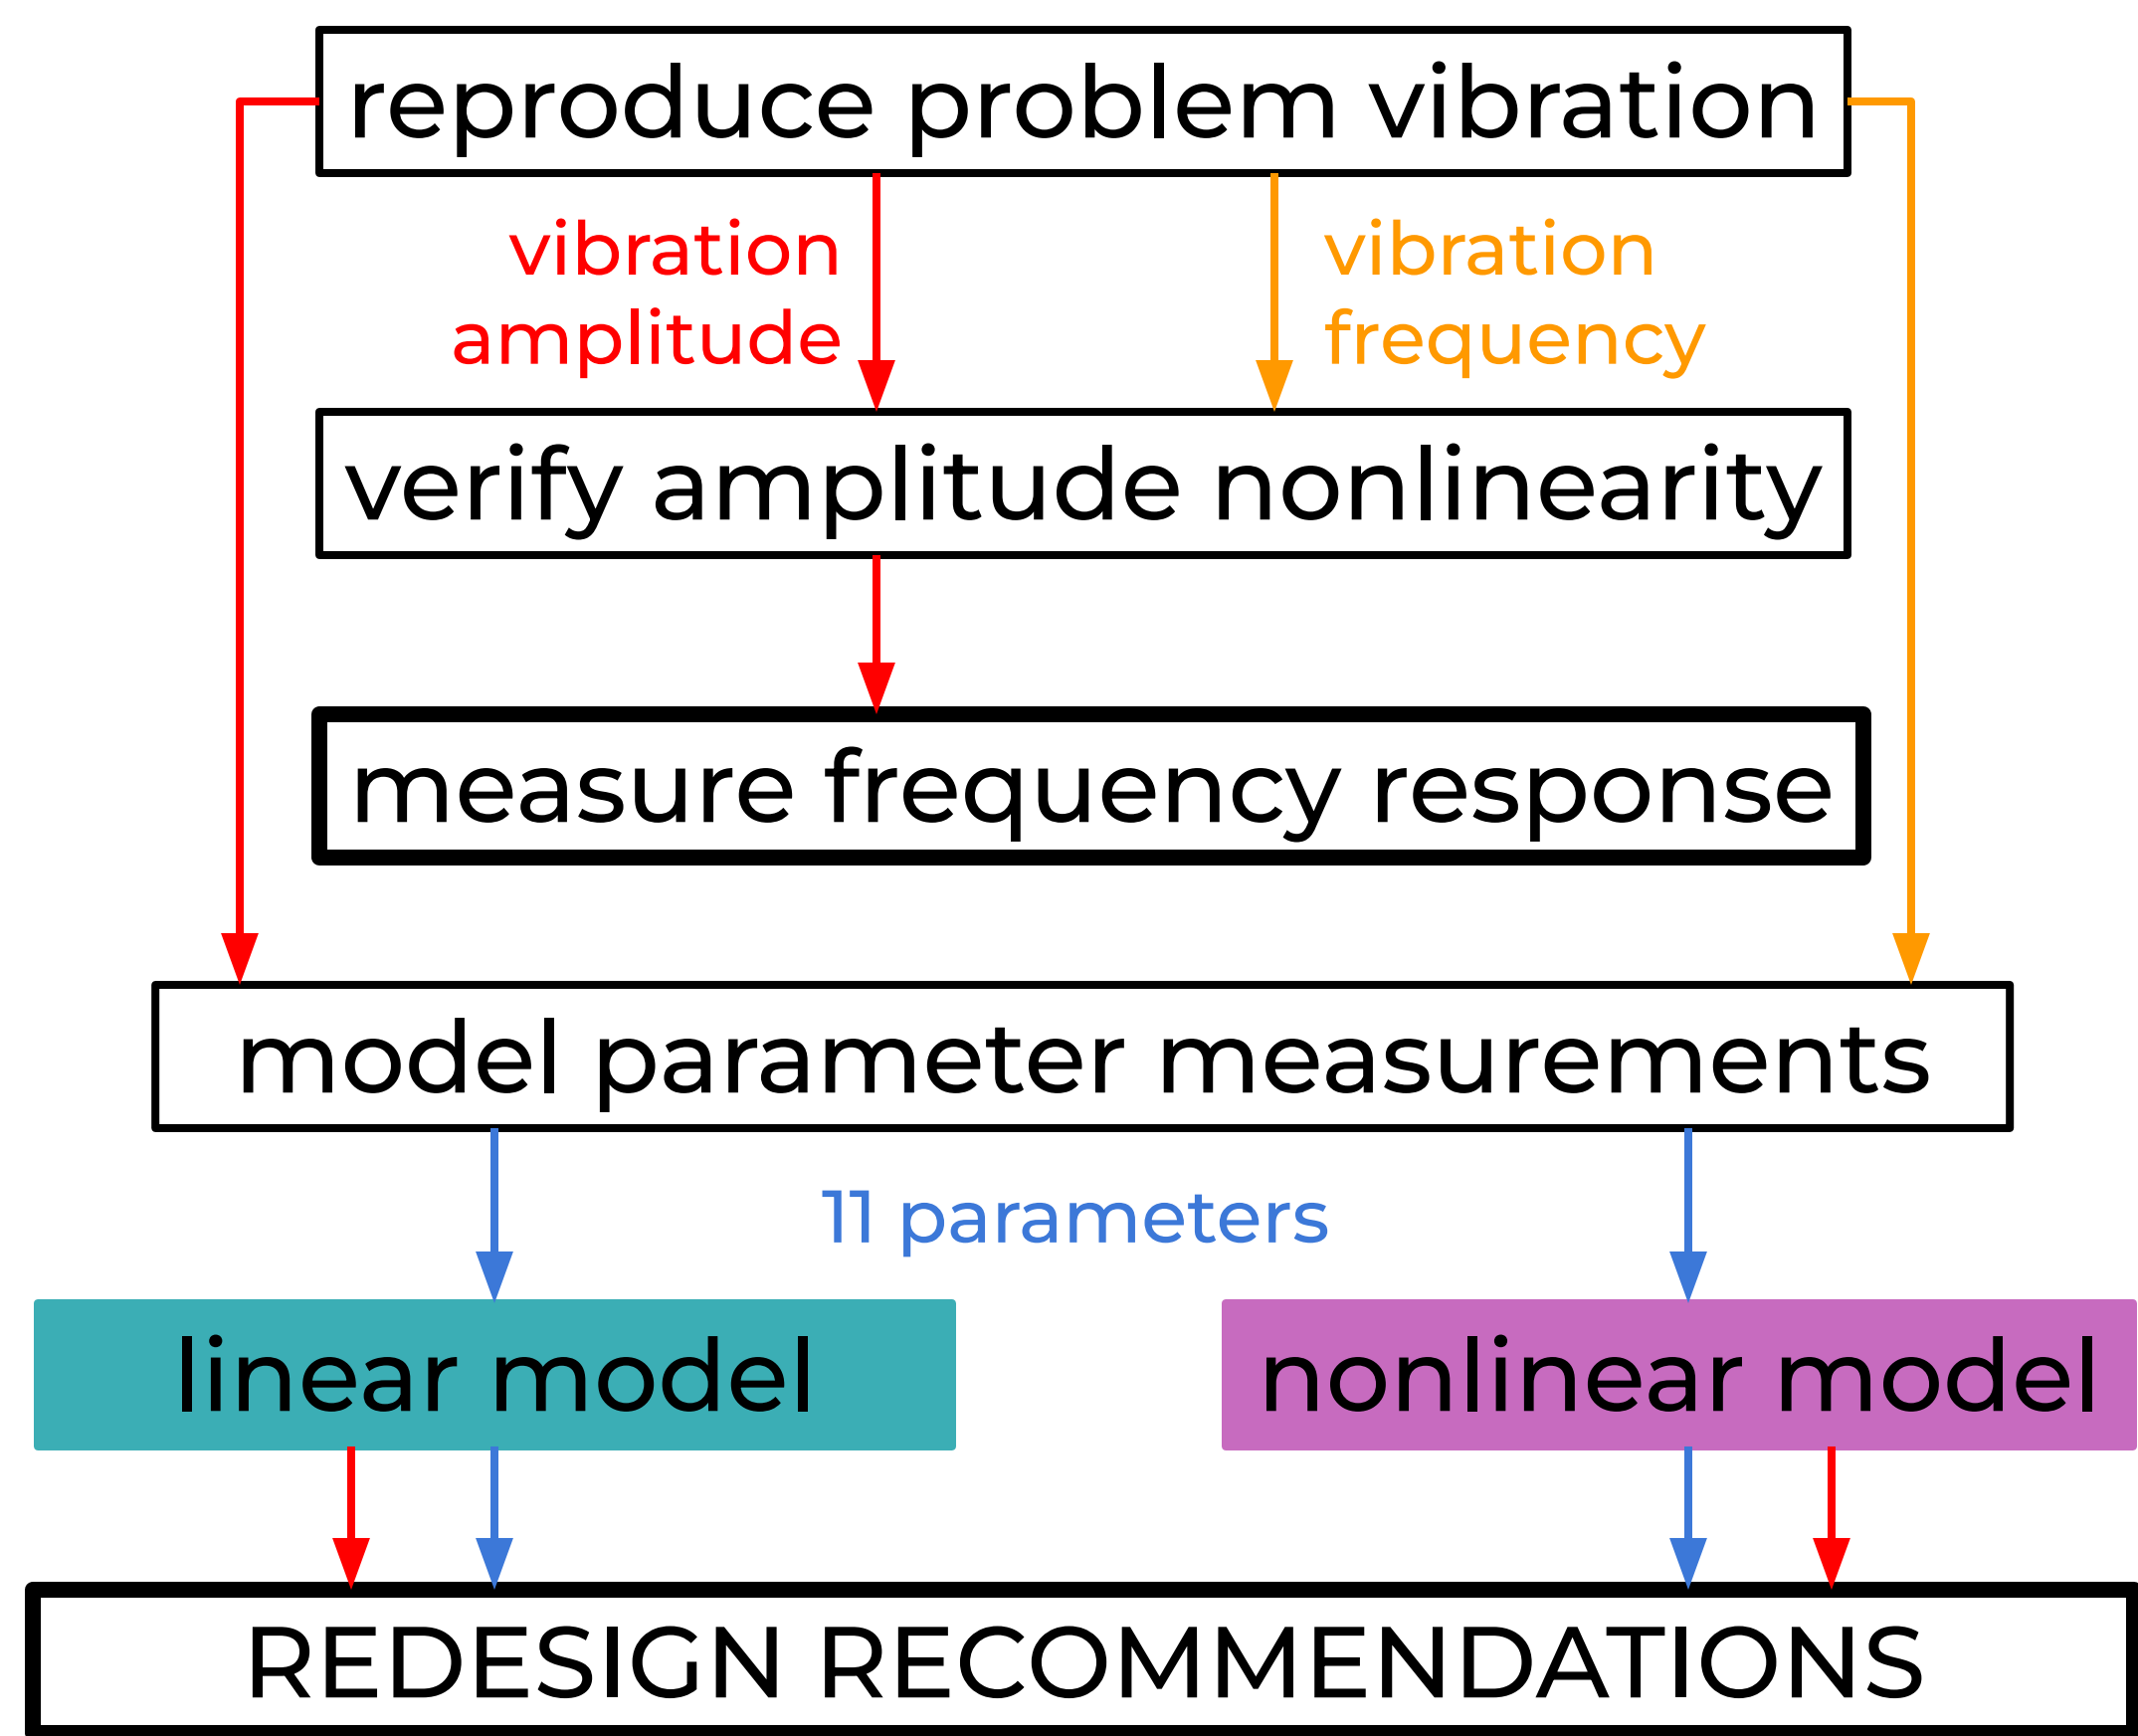 reproduce problem vibration
vibration
amplitude
vibration
frequency
verify amplitude nonlinearity
measure frequency response
model parameter measurements
11 parameters
linear model
nonlinear model
REDESIGN RECOMMENDATIONS